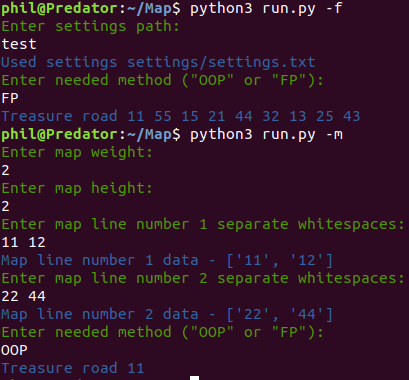 phil@Predator:~/Map$ python3 run.py -f
Enter settings path:
test
Used settings settings/settings.txt
Enter needed method ("OOP" or "FP"):
FP
Treasure road 11 55 15 21 44 32 13 25 43
phil@Predator:~/Map$ python3 run.py -m
Enter map weight:
2
Enter map height:
2
Enter map line number 1 separate whitespaces:
11 12
Map line number 1 data - ['11', '12']
Enter map line number 2 separate whitespaces:
22 44
Map line number 2 data - ['22', '44']
Enter needed method ("OOP" or "FP"):
OOP
Treasure road 11